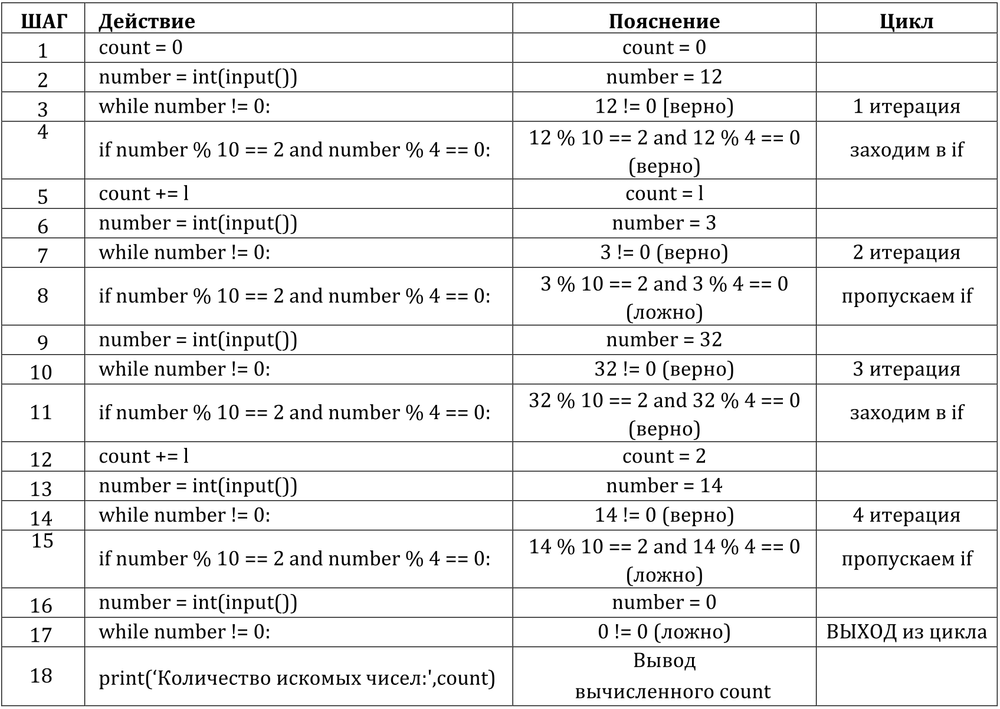 ШАГ Действие Пояснение Цикл
1 count = 0 count = 0
2 number = int(input()) number = 12
3 while number != 0: 12 != 0 [верно) 1 итерация
4 if number % 10 == 2 and number % 4 == 0: 12 % 10 == 2 and 12 % 4 == 0 заходим в if
(верно)
5 count += l count = l
6 number = int(input()) number = 3
7 while number != 0: 3 != 0 (верно) 2 итерация
8 if number % 10 == 2 and number % 4 == 0: 3 % 10 == 2 and 3 % 4 == 0 пропускаем if
(ложно)
9 number = int(input()) number = 32
10 while number != 0: 32 != 0 (верно) 3 итерация
11 if number % 10 == 2 and number % 4 == 0: 32 % 10 == 2 and 32 % 4 == 0 заходим в if
(верно)
12 count += l count = 2
13 number = int(input()) number = 14
14 while number != 0: 14 != 0 (верно) 4 итерация
15 if number % 10 == 2 and number % 4 == 0: 14 % 10 == 2 and 14 % 4 == 0 пропускаем if
(ложно)
16 number = int(input()) number = 0
17 while number != 0: 0 != 0 (ложно) ВЫХОД из цикла
18 print(‘Количество искомых чисел:',count) Вывод
вычисленного count